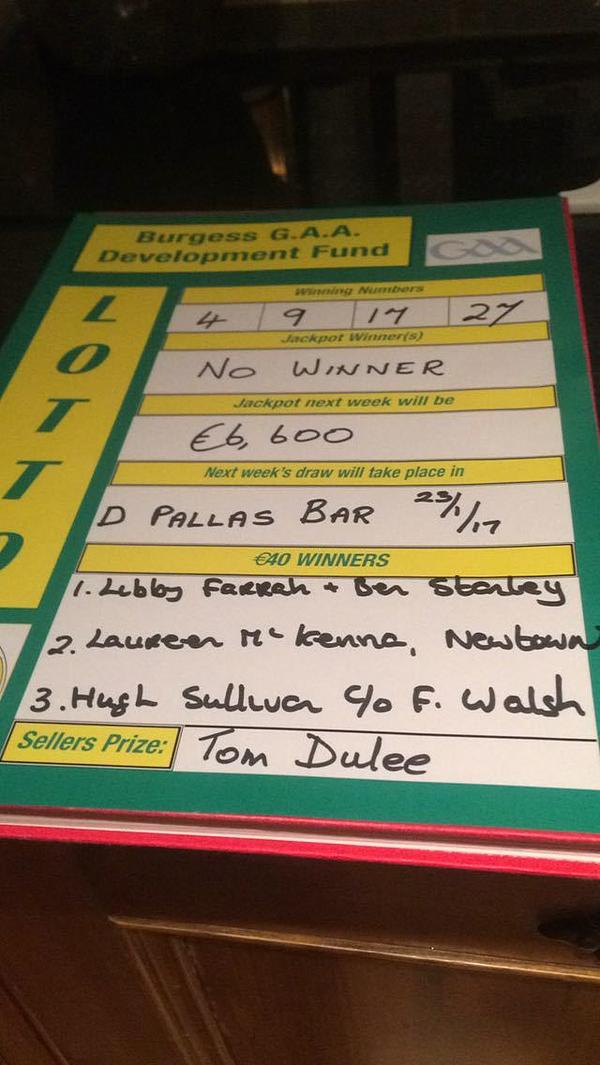 Burgess G.A.A.
Development Fund
GAA
LOTTO
Winning Numbers
4 9 17 27
Jackpot Winner(s)
NO WINNER
Jackpot next week will be
€6,600
Next week's draw will take place in
D PALLAS BAR 23/1/17
€40 WINNERS
1. Libby Farrah + Ben Stanley
2. Laureen Mc Kenna, Newtown
3. Hugh Sullivan c/o F. Walsh
Sellers Prize: Tom Dulee